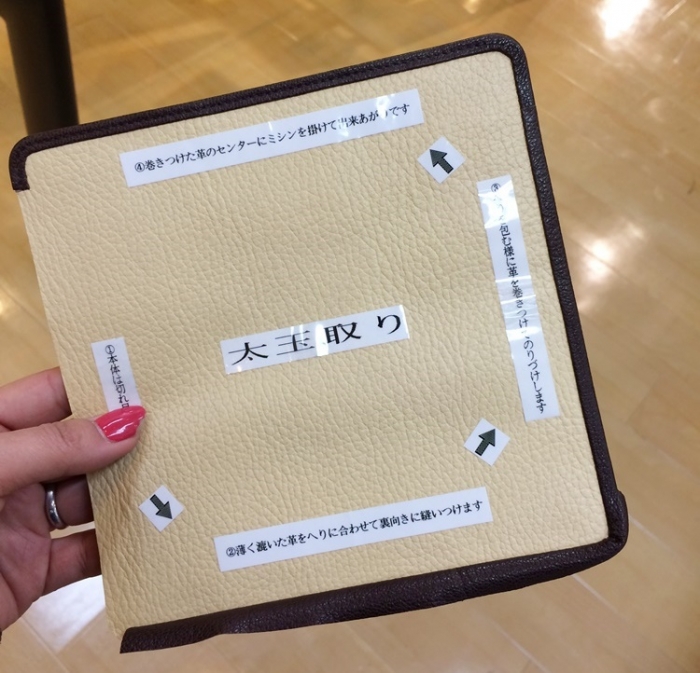 太玉取り
①本体は切れ
②薄く漉いた革をへりに合わせて裏向きに縫いつけます
包む様に革を巻きつけ のりづけします
④巻きつけた革のセンターにミシンを掛けて出来あがりです